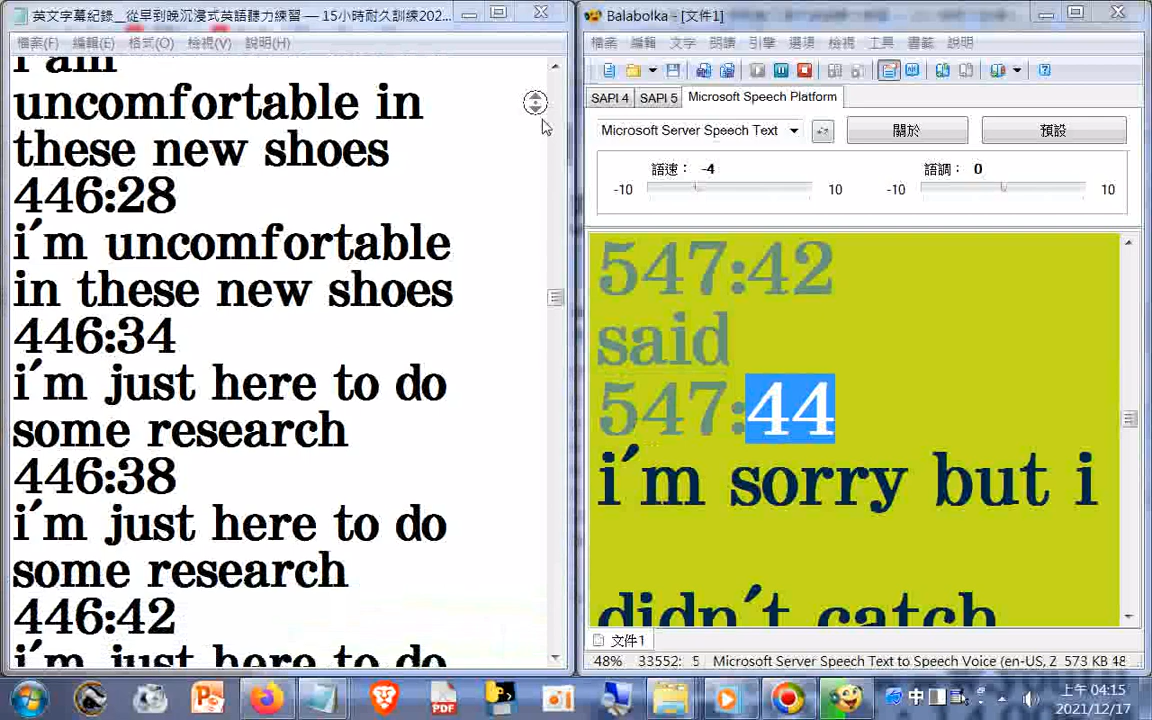 英文字幕紀錄__從早到晚沉浸式英語聽力練習 — 15小時耐久訓練202...
檔案(F) 編輯(E) 格式(O) 檢視(V) 說明(H)
i am
uncomfortable in
these new shoes
446:28
i'm uncomfortable
in these new shoes
446:34
i'm just here to do
some research
446:38
i'm just here to do
some research
446:42
i'm just here to do
Balabolka - [文件1]
檔案 編輯 文字 朗讀 引擎 選項 檢視 工具 書籤 說明
SAPI 4 SAPI 5 Microsoft Speech Platform
Microsoft Server Speech Text 關於 預設
語速： -4 語調： 0
-10 10 -10 10
547:42
said
547:44
i'm sorry but i
didn't catch
文件1
48% 33552: 5 Microsoft Server Speech Text to Speech Voice (en-US, Z 573 KB 48
中
上午 04:15
2021/12/17